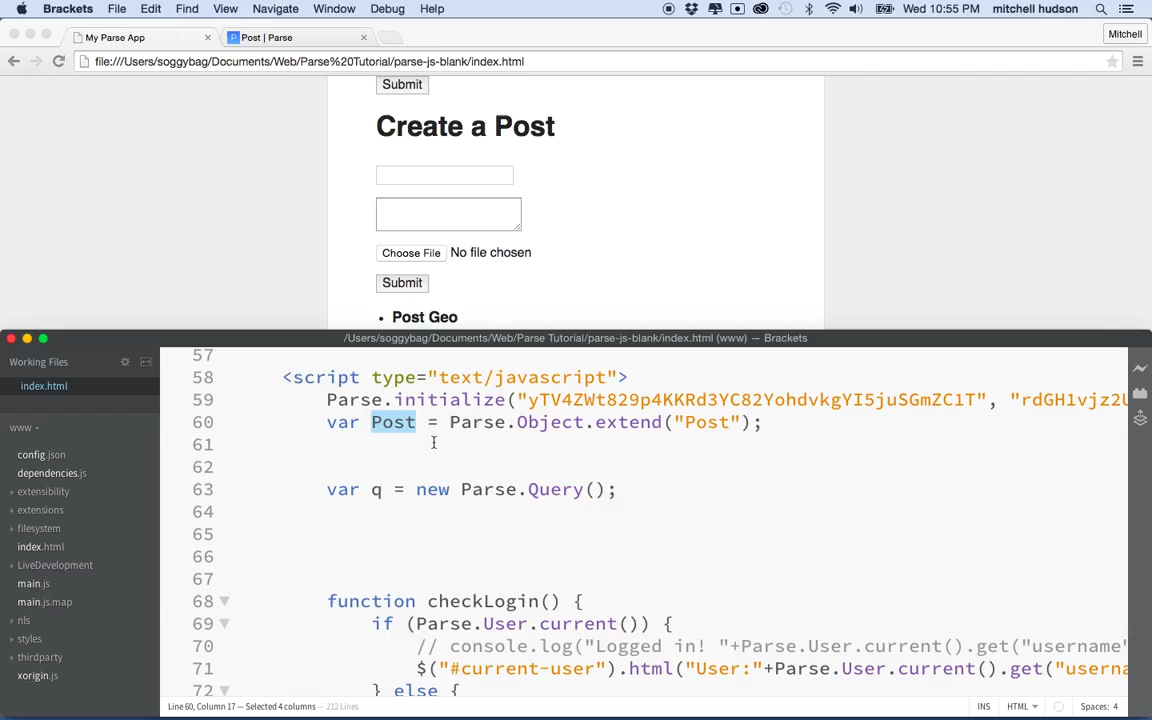 Brackets File Edit View Navigate Window Debug Help Wed 10:55 PM mitchell hudson
My Parse App Post | Parse Mitchell
file:///Users/soggybag/Documents/Web/Parse%20Tutorial/parse-js-blank/index.html
Submit
Create a Post
Choose File No file chosen
Submit
• Post Geo
/Users/soggybag/Documents/Web/Parse Tutorial/parse-js-blank/index.html (www) — Brackets
Working Files
index.html
www
config.json
dependencies.js
extensibility
extensions
filesystem
index.html
LiveDevelopment
main.js
main.js.map
nls
styles
thirdparty
xorigin.js
57
58 <script type="text/javascript">
59 Parse.initialize("yTV4ZWt829p4KKRd3YC82YohdvkgYI5juSGmZC1T", "rdGH1vjz2U
60 var Post = Parse.Object.extend("Post");
61
62
63 var q = new Parse.Query();
64
65
66
67
68 function checkLogin() {
69 if (Parse.User.current()) {
70 // console.log("Logged in! "+Parse.User.current().get("username"
71 $("#current-user").html("User:"+Parse.User.current().get("userna
72 } else {
Line 60, Column 17 — Selected 4 columns — 212 Lines INS HTML Spaces: 4